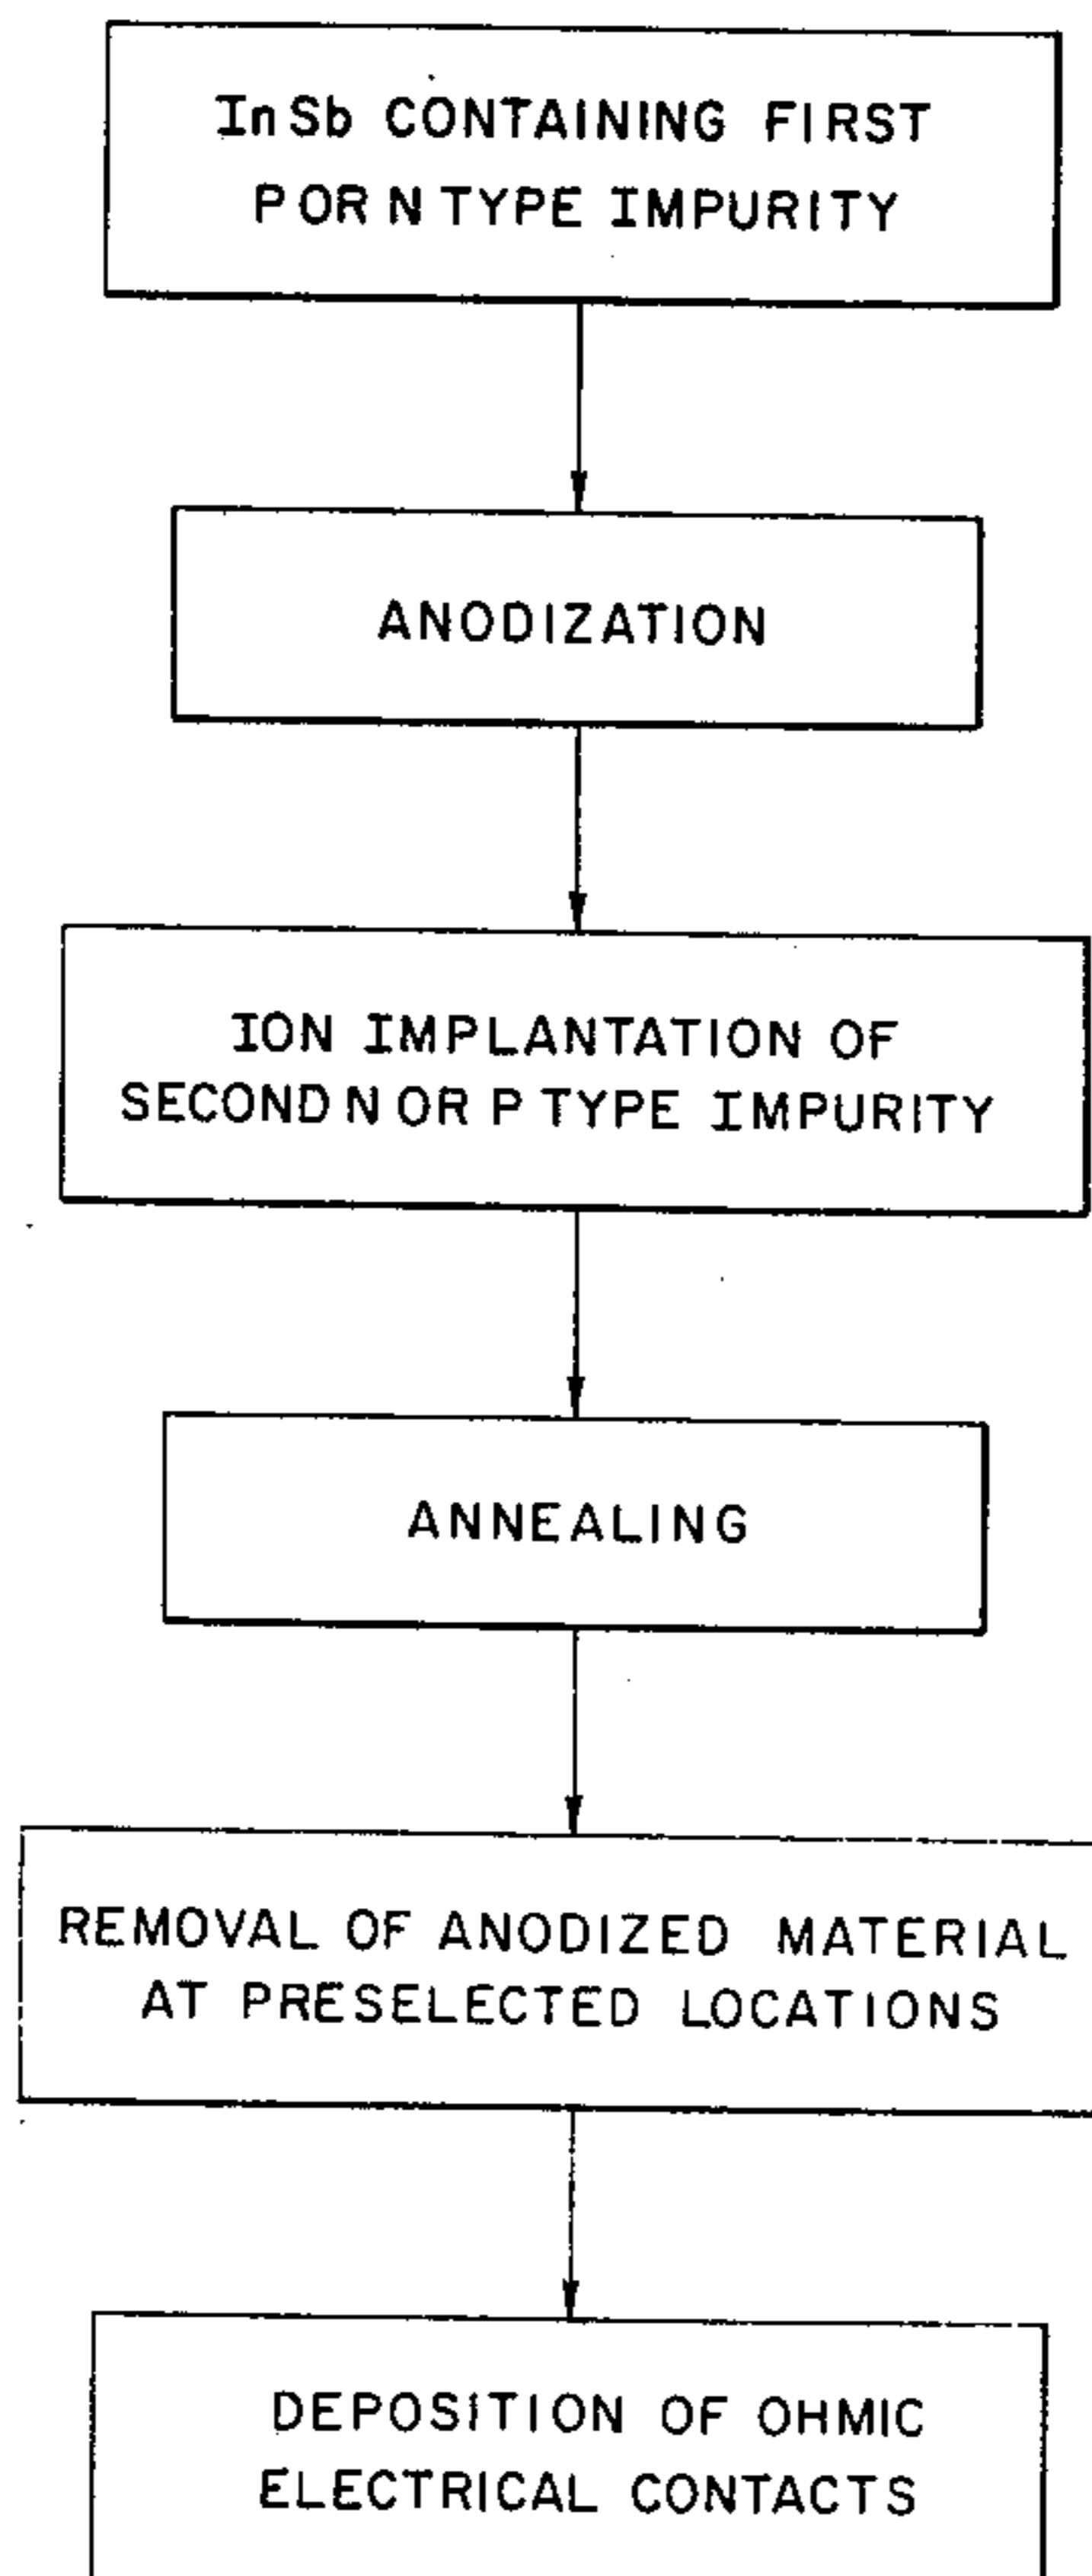 InSb CONTAINING FIRST
P OR N TYPE IMPURITY
ANODIZATION
ION IMPLANTATION OF
SECOND N OR P TYPE IMPURITY
ANNEALING
REMOVAL OF ANODIZED MATERIAL
AT PRESELECTED LOCATIONS
DEPOSITION OF OHMIC
ELECTRICAL CONTACTS